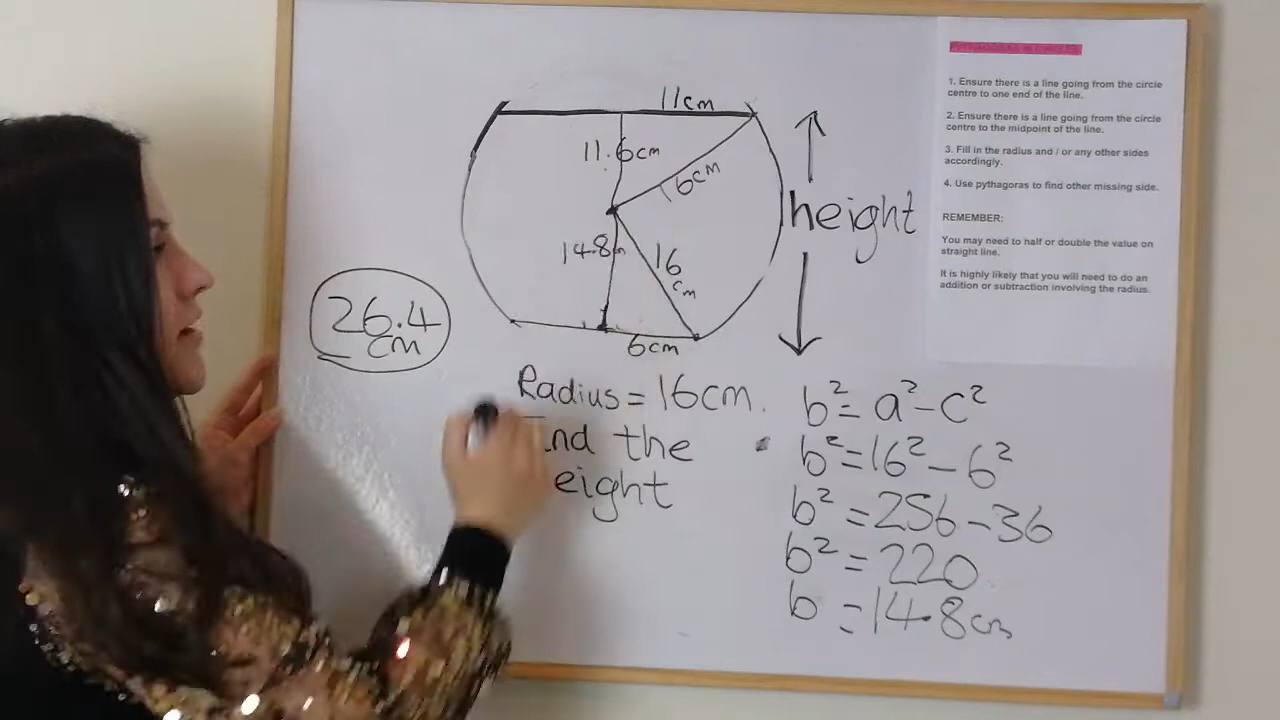 11cm
11.6cm
6cm
14.8
16
cm
6cm
height
26.4
cm
Radius = 16cm.
the
eight
b² = a² - c²
b² = 16² - 6²
b² = 256 - 36
b² = 220
b = 14.8cm
PYTHAGORAS IN CIRCLES
1. Ensure there is a line going from the circle
centre to one end of the line.
2. Ensure there is a line going from the circle
centre to the midpoint of the line.
3. Fill in the radius and / or any other sides
accordingly.
4. Use pythagoras to find other missing side.
REMEMBER:
You may need to half or double the value on
straight line.
It is highly likely that you will need to do an
addition or subtraction involving the radius.